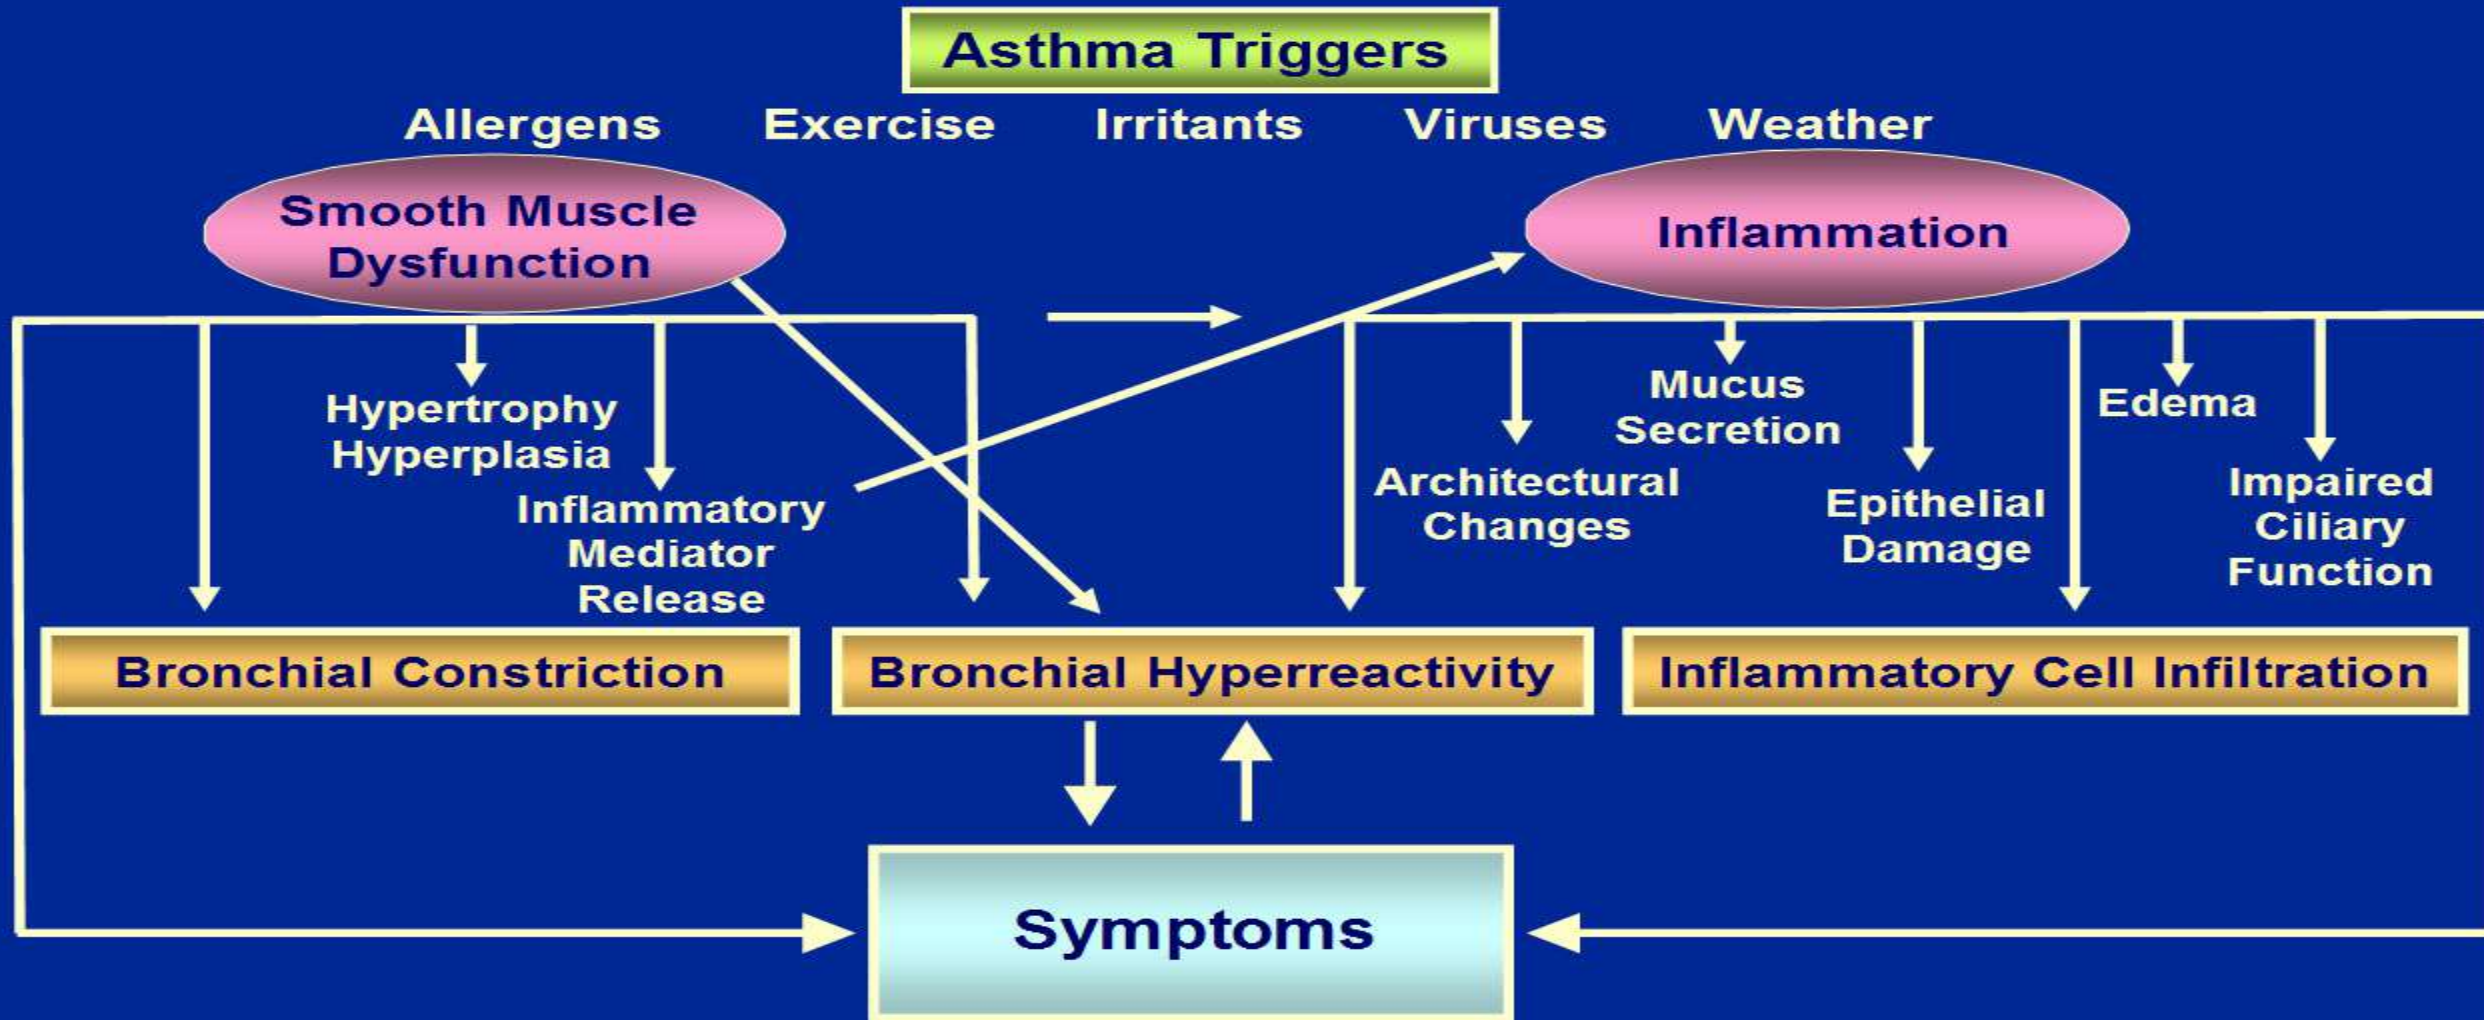 Asthma Triggers
Allergens Exercise Irritants Viruses Weather
Smooth Muscle
Dysfunction
Inflammation
Hypertrophy
Hyperplasia
Inflammatory
Mediator
Release
Architectural
Changes
Mucus
Secretion
Epithelial
Damage
Edema
Impaired
Ciliary
Function
Bronchial Constriction
Bronchial Hyperreactivity
Inflammatory Cell Infiltration
Symptoms